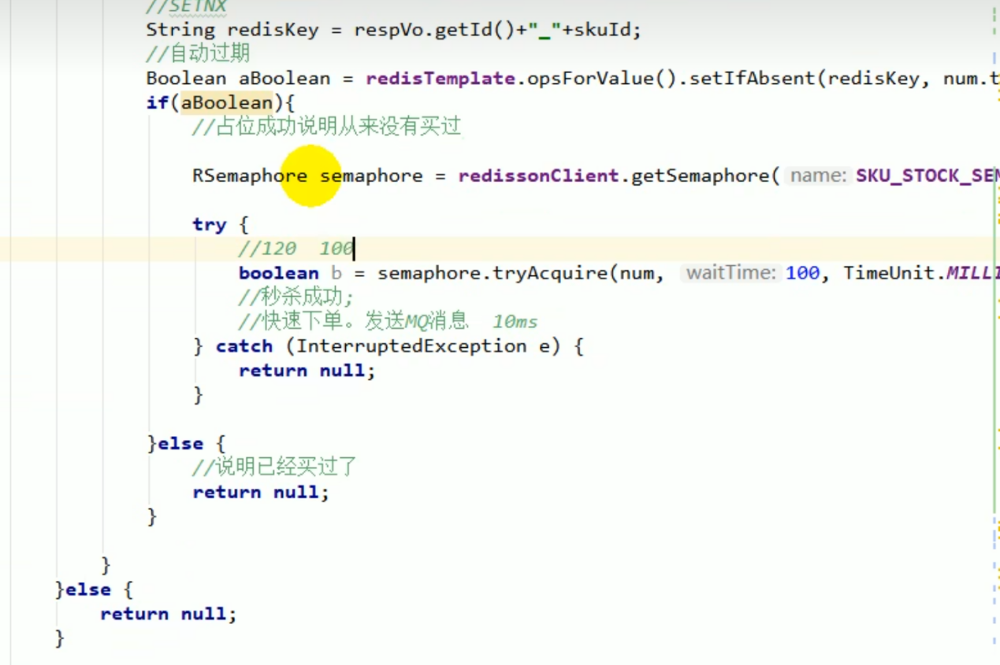 //SETNX
String redisKey = respVo.getId()+"_"+skuId;
//自动过期
Boolean aBoolean = redisTemplate.opsForValue().setIfAbsent(redisKey, num.t
if(aBoolean){
//占位成功说明从来没有买过
RSemaphore semaphore = redissonClient.getSemaphore( name: SKU_STOCK_SEM
try {
//120 100
boolean b = semaphore.tryAcquire(num, waitTime: 100, TimeUnit.MILLI
//秒杀成功;
//快速下单。发送MQ消息 10ms
} catch (InterruptedException e) {
return null;
}
}else {
//说明已经买过了
return null;
}
}
}else {
return null;
}